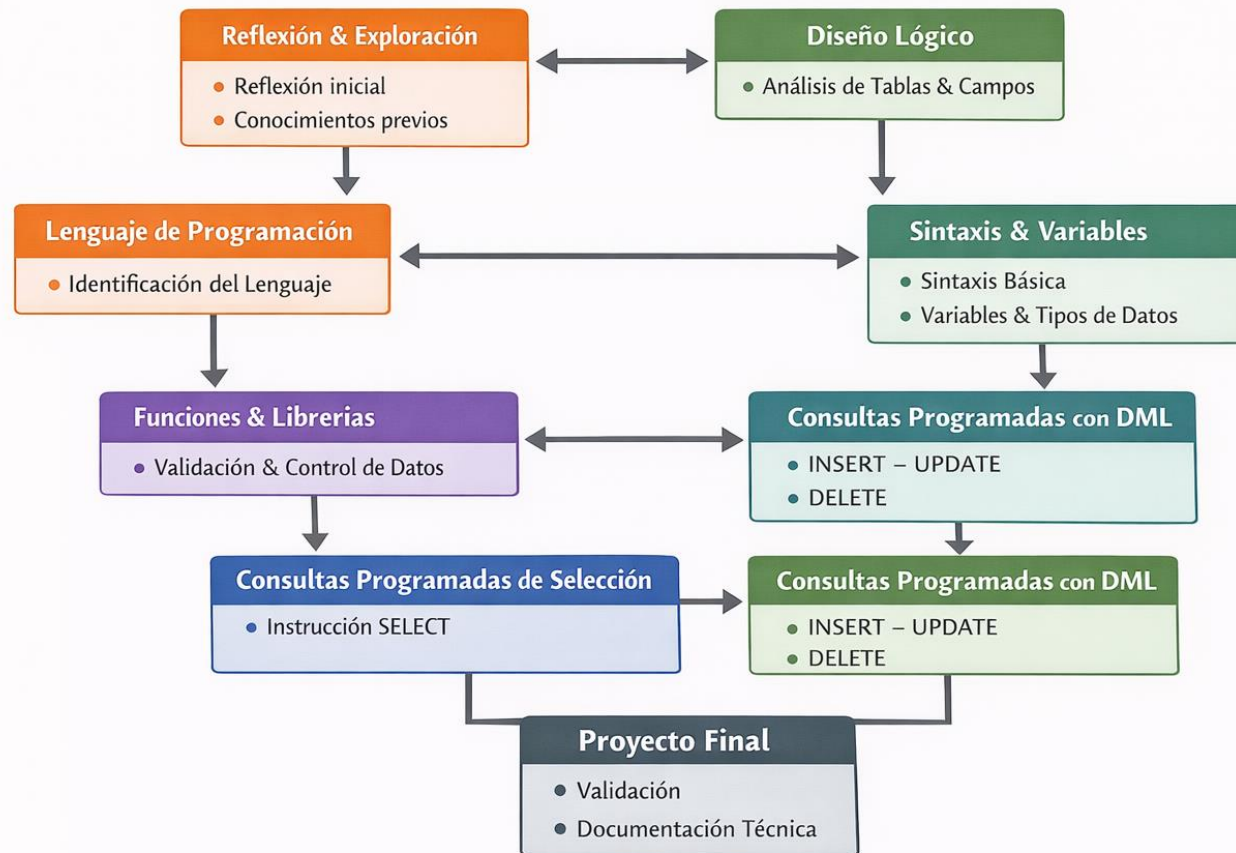 Reflexión & Exploración
• Reflexión inicial
• Conocimientos previos
Diseño Lógico
• Análisis de Tablas & Campos
Lenguaje de Programación
• Identificación del Lenguaje
Sintaxis & Variables
• Sintaxis Básica
• Variables & Tipos de Datos
Funciones & Librerias
• Validación & Control de Datos
Consultas Programadas con DML
• INSERT – UPDATE
• DELETE
Consultas Programadas de Selección
• Instrucción SELECT
Consultas Programadas con DML
• INSERT – UPDATE
• DELETE
Proyecto Final
• Validación
• Documentación Técnica